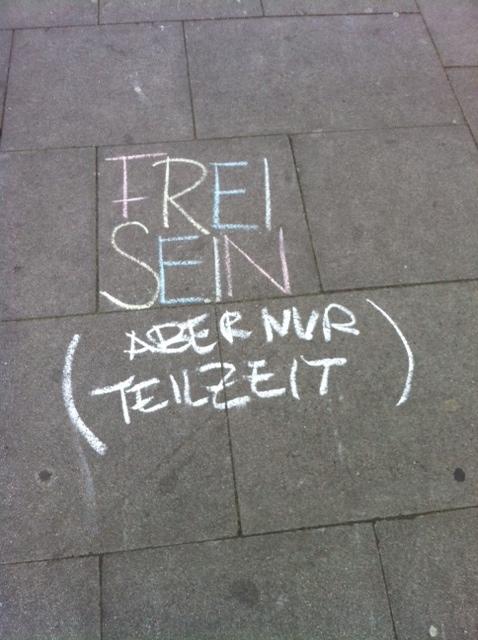 FREI
SEIN
(ABER NUR
TEILZEIT)